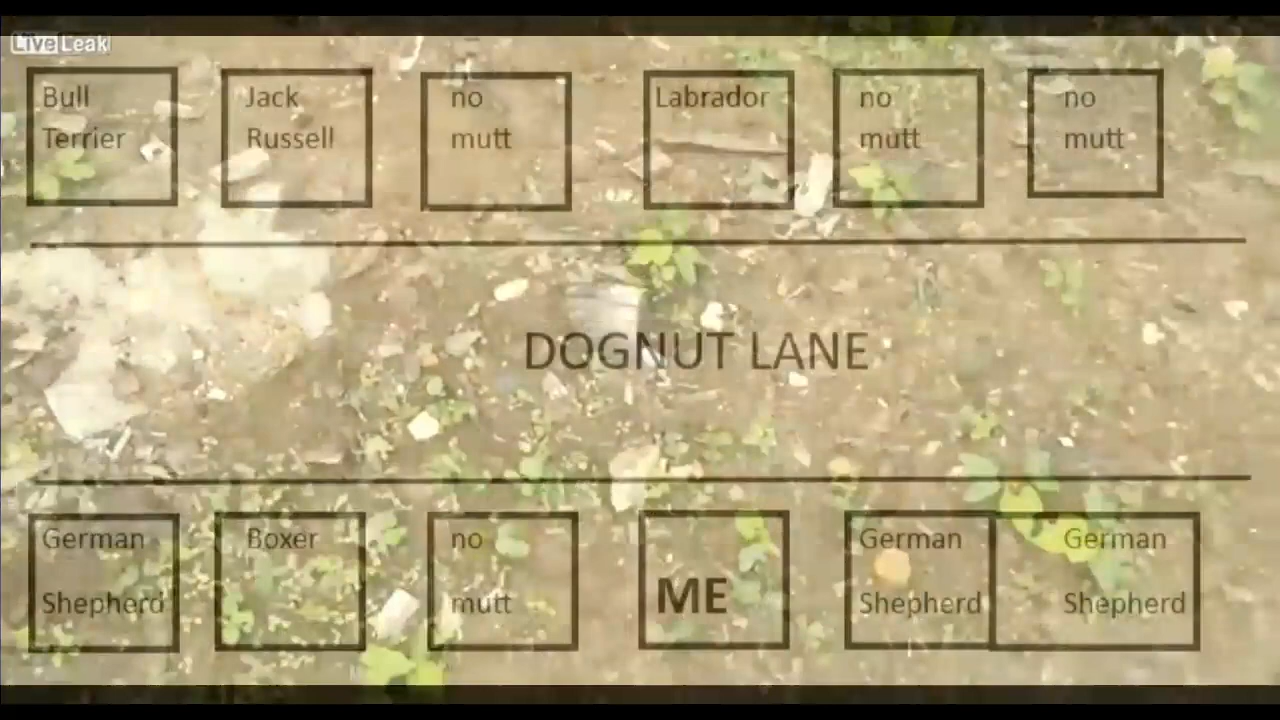 LiveLeak
Bull
Terrier
Jack
Russell
no
mutt
Labrador
no
mutt
no
mutt
DOGNUT LANE
German
Shepherd
Boxer
no
mutt
ME
German
Shepherd
German
Shepherd